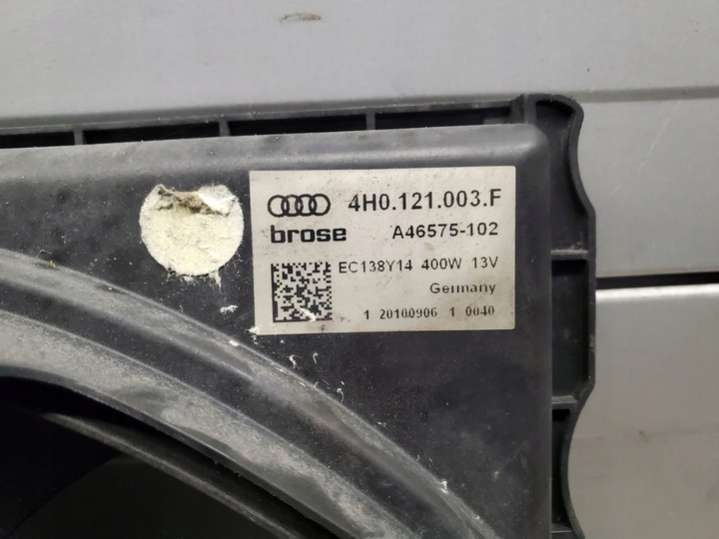 4H0.121.003.F
brose A46575-102
EC138Y14 400W 13V
Germany
1 20100906 1 0040